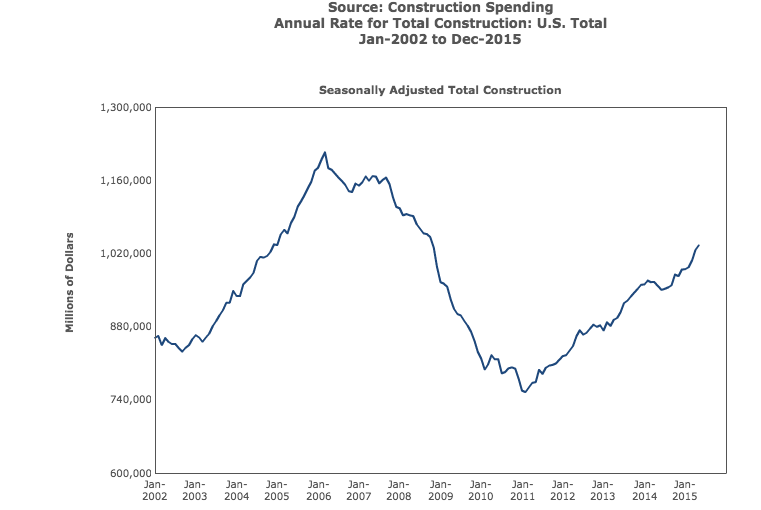 Source: Construction Spending
Annual Rate for Total Construction: U.S. Total
Jan-2002 to Dec-2015
Seasonally Adjusted Total Construction
1,300,000
1,160,000
1,020,000
880,000
740,000
600,000
Millions of Dollars
Jan-2002
Jan-2003
Jan-2004
Jan-2005
Jan-2006
Jan-2007
Jan-2008
Jan-2009
Jan-2010
Jan-2011
Jan-2012
Jan-2013
Jan-2014
Jan-2015